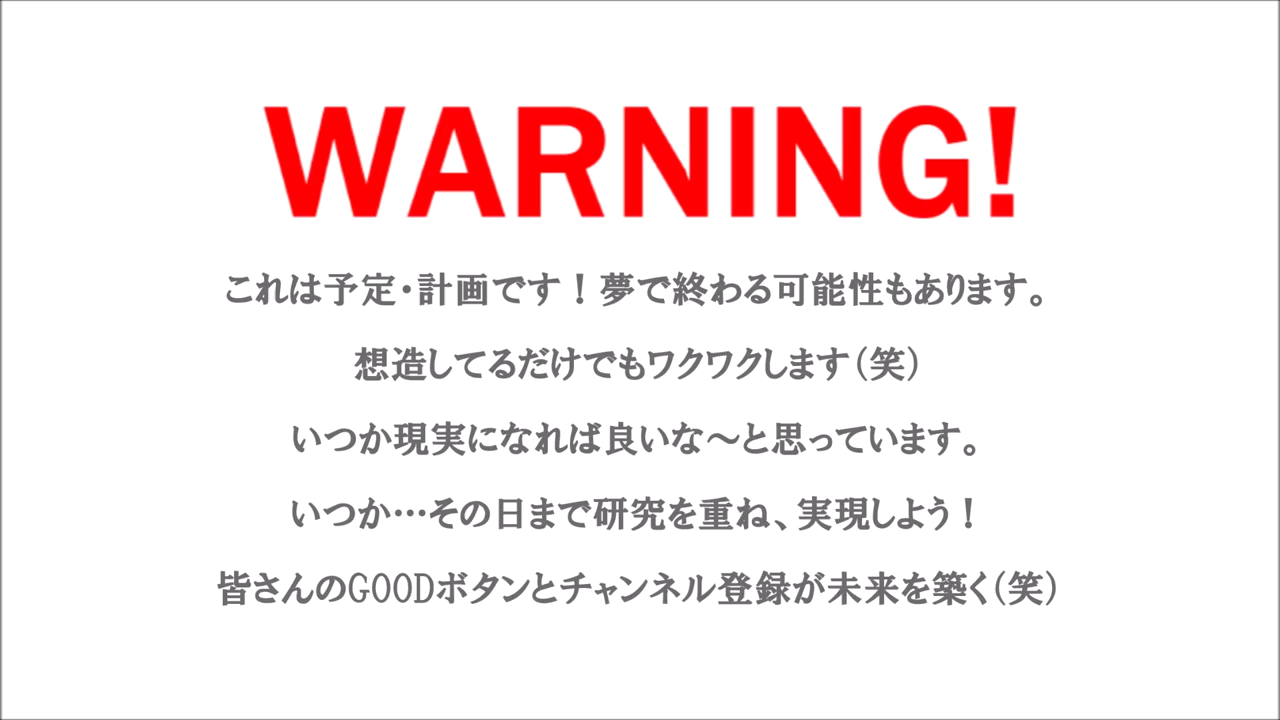 WARNING!
これは予定・計画です！夢で終わる可能性もあります。
想造してるだけでもワクワクします（笑）
いつか現実になれば良いな～と思っています。
いつか…その日まで研究を重ね、実現しよう！
皆さんのGOODボタンとチャンネル登録が未来を築く（笑）